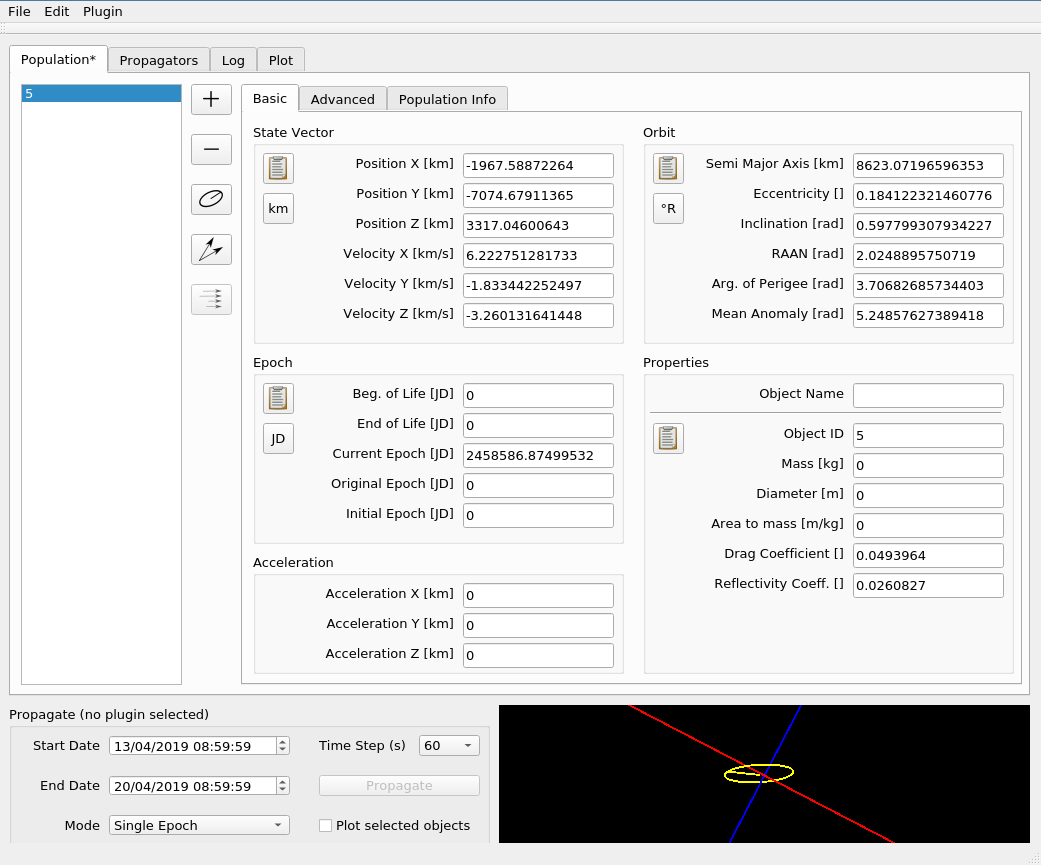 File Edit Plugin
Population* Propagators Log Plot
5
Basic Advanced Population Info
State Vector
km
Position X [km] -1967.58872264
Position Y [km] -7074.67911365
Position Z [km] 3317.04600643
Velocity X [km/s] 6.222751281733
Velocity Y [km/s] -1.833442252497
Velocity Z [km/s] -3.260131641448
Orbit
°R
Semi Major Axis [km] 8623.07196596353
Eccentricity [] 0.184122321460776
Inclination [rad] 0.597799307934227
RAAN [rad] 2.0248895750719
Arg. of Perigee [rad] 3.70682685734403
Mean Anomaly [rad] 5.24857627389418
Epoch
JD
Beg. of Life [JD] 0
End of Life [JD] 0
Current Epoch [JD] 2458586.87499532
Original Epoch [JD] 0
Initial Epoch [JD] 0
Properties
Object Name
Object ID 5
Mass [kg] 0
Diameter [m] 0
Area to mass [m/kg] 0
Drag Coefficient [] 0.0493964
Reflectivity Coeff. [] 0.0260827
Acceleration
Acceleration X [km] 0
Acceleration Y [km] 0
Acceleration Z [km] 0
Propagate (no plugin selected)
Start Date 13/04/2019 08:59:59 Time Step (s) 60
End Date 20/04/2019 08:59:59 Propagate
Mode Single Epoch Plot selected objects